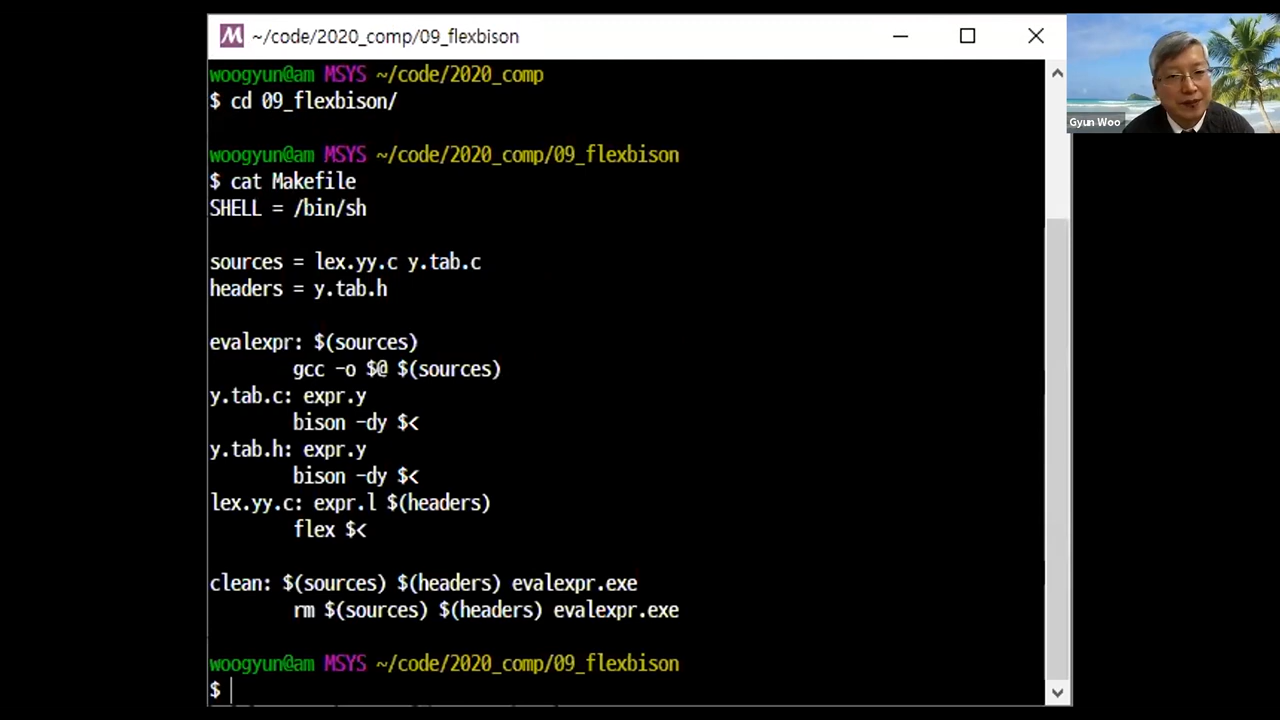 ~/code/2020_comp/09_flexbison
woogyun@am MSYS ~/code/2020_comp
$ cd 09_flexbison/
woogyun@am MSYS ~/code/2020_comp/09_flexbison
$ cat Makefile
SHELL = /bin/sh
sources = lex.yy.c y.tab.c
headers = y.tab.h
evalexpr: $(sources)
gcc -o $@ $(sources)
y.tab.c: expr.y
bison -dy $<
y.tab.h: expr.y
bison -dy $<
lex.yy.c: expr.l $(headers)
flex $<
clean: $(sources) $(headers) evalexpr.exe
rm $(sources) $(headers) evalexpr.exe
woogyun@am MSYS ~/code/2020_comp/09_flexbison
$
Gyun Woo